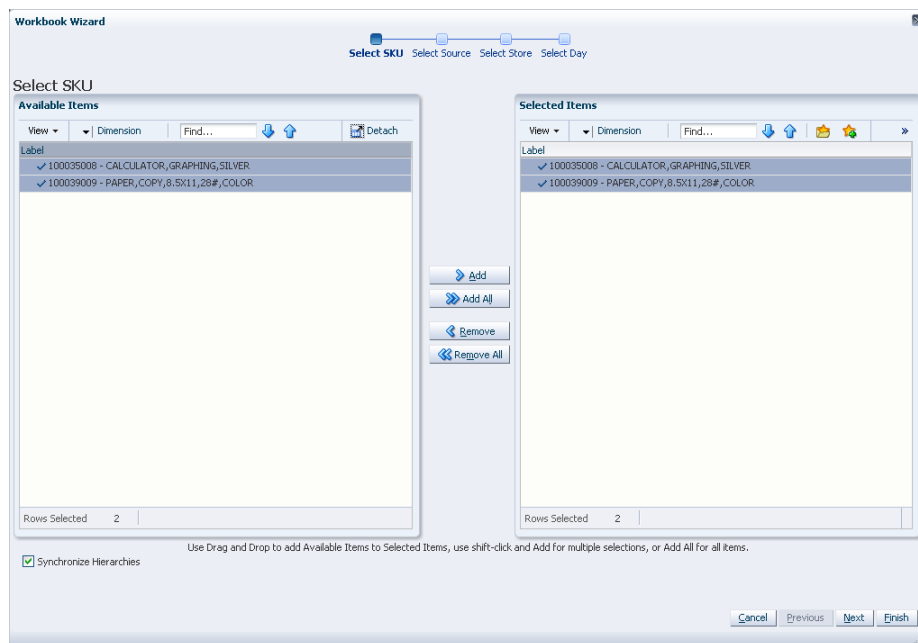 Workbook Wizard
Select SKU Select Source Select Store Select Day
Select SKU
Available Items
View Dimension Find... Detach
Label
100035008 - CALCULATOR,GRAPHING,SILVER
100039009 - PAPER,COPY,8.5X11,28#,COLOR
Rows Selected 2
Add
Add All
Remove
Remove All
Selected Items
View Dimension Find... »
Label
100035008 - CALCULATOR,GRAPHING,SILVER
100039009 - PAPER,COPY,8.5X11,28#,COLOR
Rows Selected 2
Use Drag and Drop to add Available Items to Selected Items, use shift-click and Add for multiple selections, or Add All for all items.
Synchronize Hierarchies
Cancel Previous Next Finish